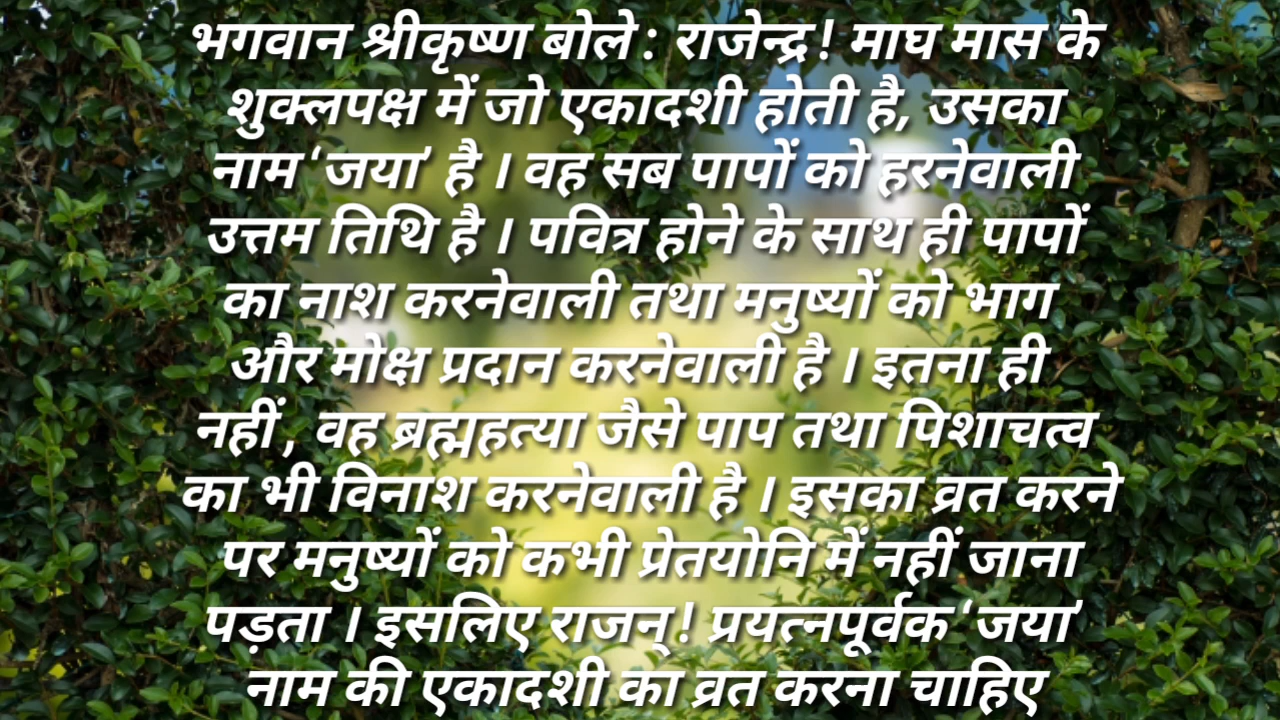 भगवान श्रीकृष्ण बोले : राजेन्द्र ! माघ मास के
शुक्लपक्ष में जो एकादशी होती है, उसका
नाम ‘जया’ है । वह सब पापों को हरनेवाली
उत्तम तिथि है । पवित्र होने के साथ ही पापों
का नाश करनेवाली तथा मनुष्यों को भाग
और मोक्ष प्रदान करनेवाली है । इतना ही
नहीं , वह ब्रह्महत्या जैसे पाप तथा पिशाचत्व
का भी विनाश करनेवाली है । इसका व्रत करने
पर मनुष्यों को कभी प्रेतयोनि में नहीं जाना
पड़ता । इसलिए राजन् ! प्रयत्नपूर्वक ‘जया’
नाम की एकादशी का व्रत करना चाहिए